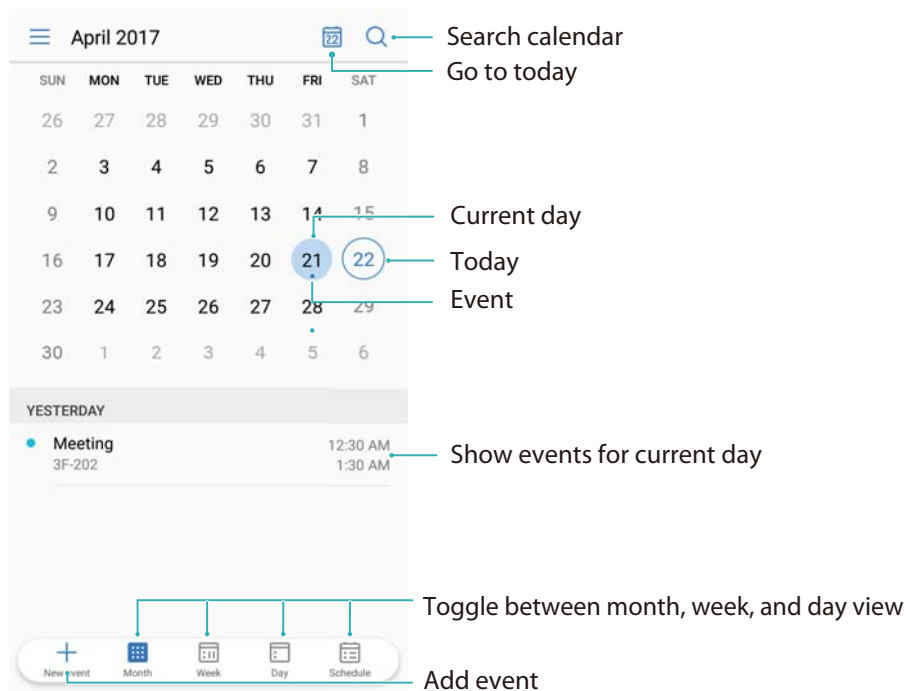 April 2017 22 Search calendar
Go to today
SUN MON TUE WED THU FRI SAT
26 27 28 29 30 31 1
2 3 4 5 6 7 8
9 10 11 12 13 14 15
Current day
16 17 18 19 20 21 22 Today
Event
23 24 25 26 27 28 29
30 1 2 3 4 5 6
YESTERDAY
Meeting 12:30 AM
3F-202 1:30 AM
Show events for current day
Toggle between month, week, and day view
New event Month Week Day Schedule
Add event